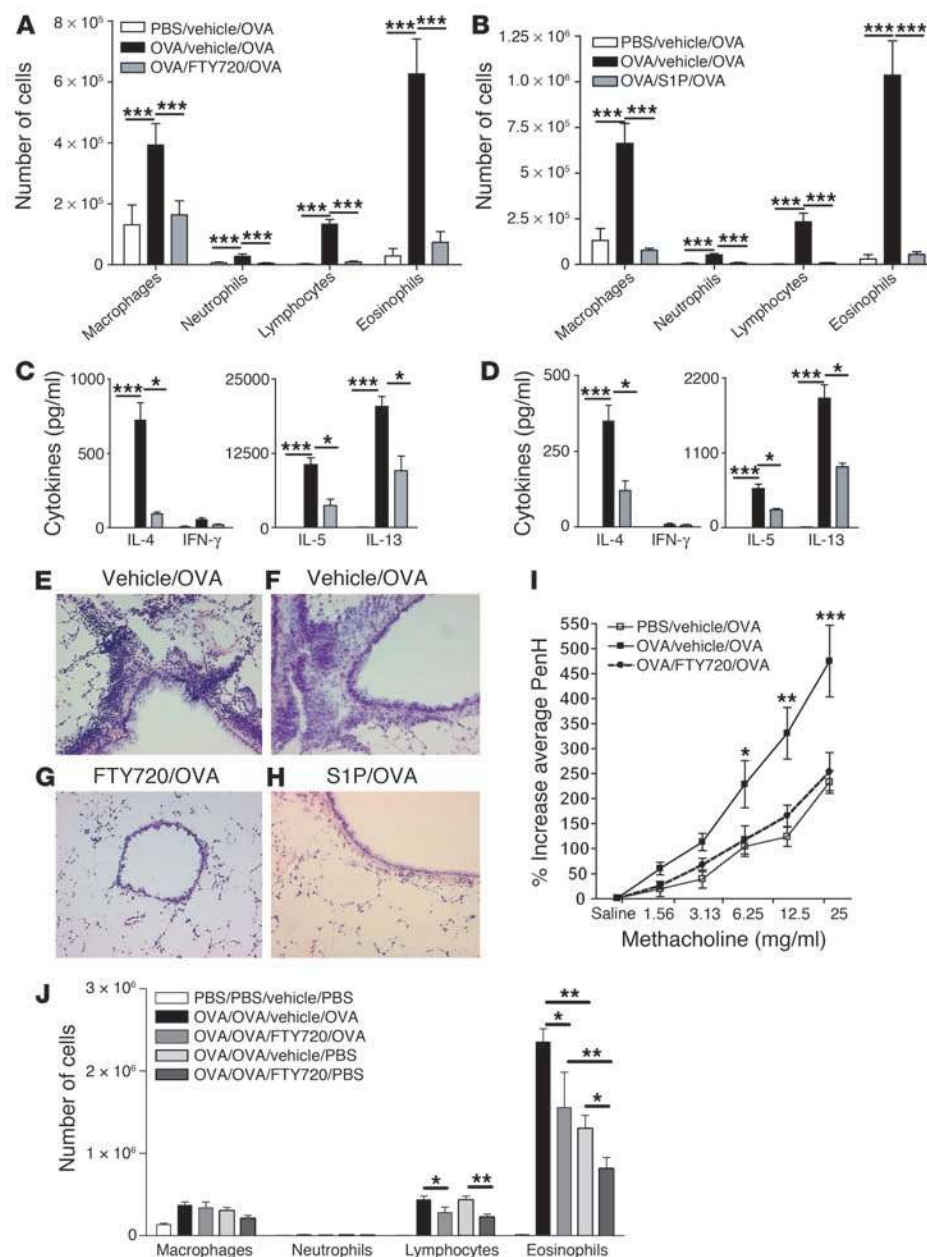 A
8 × 10⁵
6 × 10⁵
4 × 10⁵
2 × 10⁵
0
Number of cells
PBS/vehicle/OVA
OVA/vehicle/OVA
OVA/FTY720/OVA
*** ***
*** ***
*** ***
*** ***
Macrophages
Neutrophils
Lymphocytes
Eosinophils
B
1.25 × 10⁶
1.0 × 10⁶
7.5 × 10⁵
5.0 × 10⁵
2.5 × 10⁵
0
Number of cells
PBS/vehicle/OVA
OVA/vehicle/OVA
OVA/S1P/OVA
*** ***
*** ***
*** ***
*** ***
Macrophages
Neutrophils
Lymphocytes
Eosinophils
C
Cytokines (pg/ml)
1000
750
500
250
0
*** *
IL-4 IFN-γ
25000
12500
0
*** *
*** *
IL-5 IL-13
D
Cytokines (pg/ml)
500
250
0
*** *
IL-4 IFN-γ
2200
1100
0
*** *
*** *
IL-5 IL-13
E
Vehicle/OVA
F
Vehicle/OVA
G
FTY720/OVA
H
S1P/OVA
I
PBS/vehicle/OVA
OVA/vehicle/OVA
OVA/FTY720/OVA
% Increase average PenH
550
500
450
400
350
300
250
200
150
100
50
0
*
**
***
Saline 1.56 3.13 6.25 12.5 25
Methacholine (mg/ml)
J
Number of cells
3 × 10⁶
2 × 10⁶
1 × 10⁶
0
PBS/PBS/vehicle/PBS
OVA/OVA/vehicle/OVA
OVA/OVA/FTY720/OVA
OVA/OVA/vehicle/PBS
OVA/OVA/FTY720/PBS
* **
**
*
**
*
Macrophages Neutrophils Lymphocytes Eosinophils